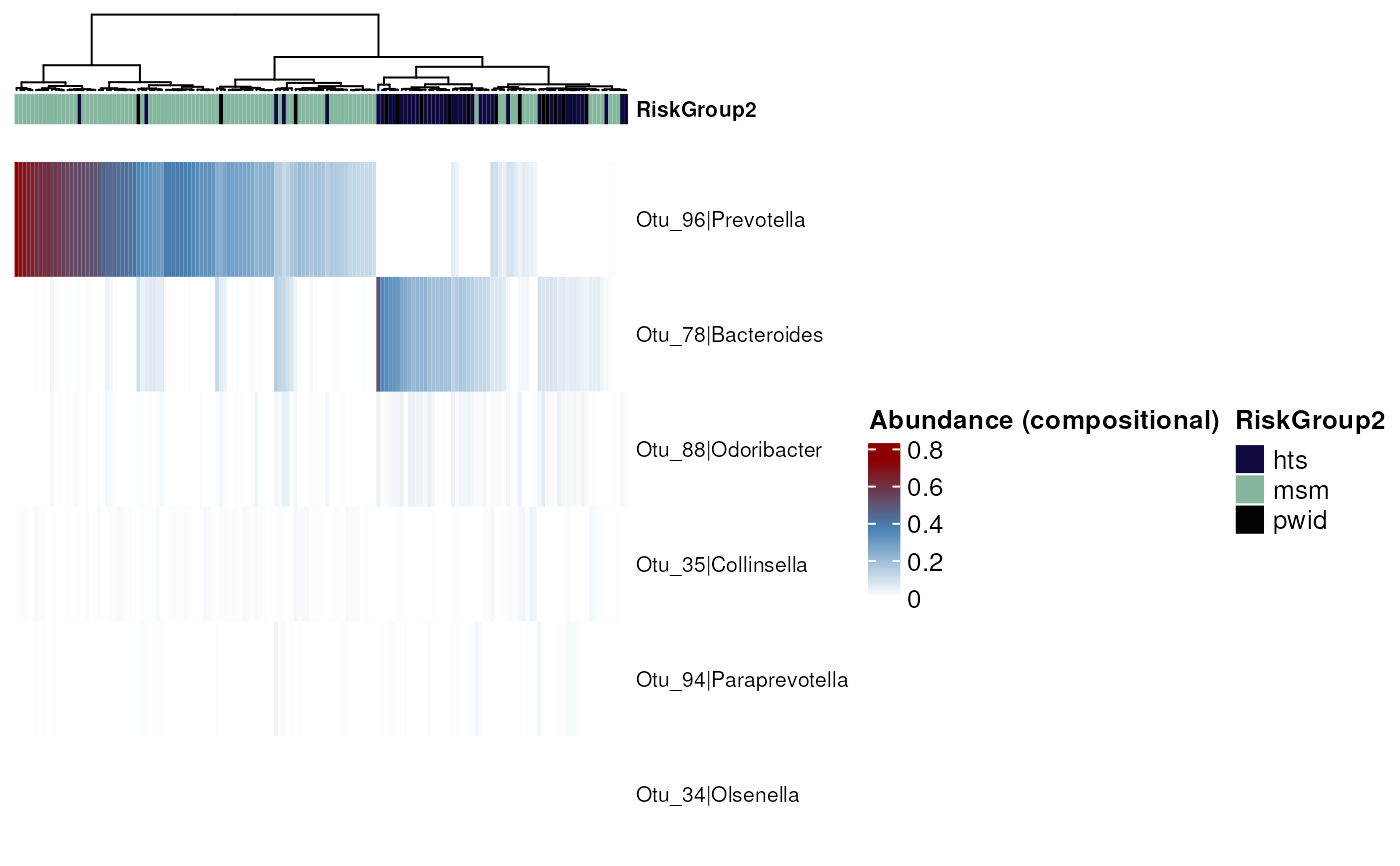 RiskGroup2
Otu_96|Prevotella
Otu_78|Bacteroides
Otu_88|Odoribacter
Otu_35|Collinsella
Otu_94|Paraprevotella
Otu_34|Olsenella
Abundance (compositional)
0.8
0.6
0.4
0.2
0
RiskGroup2
hts
msm
pwid